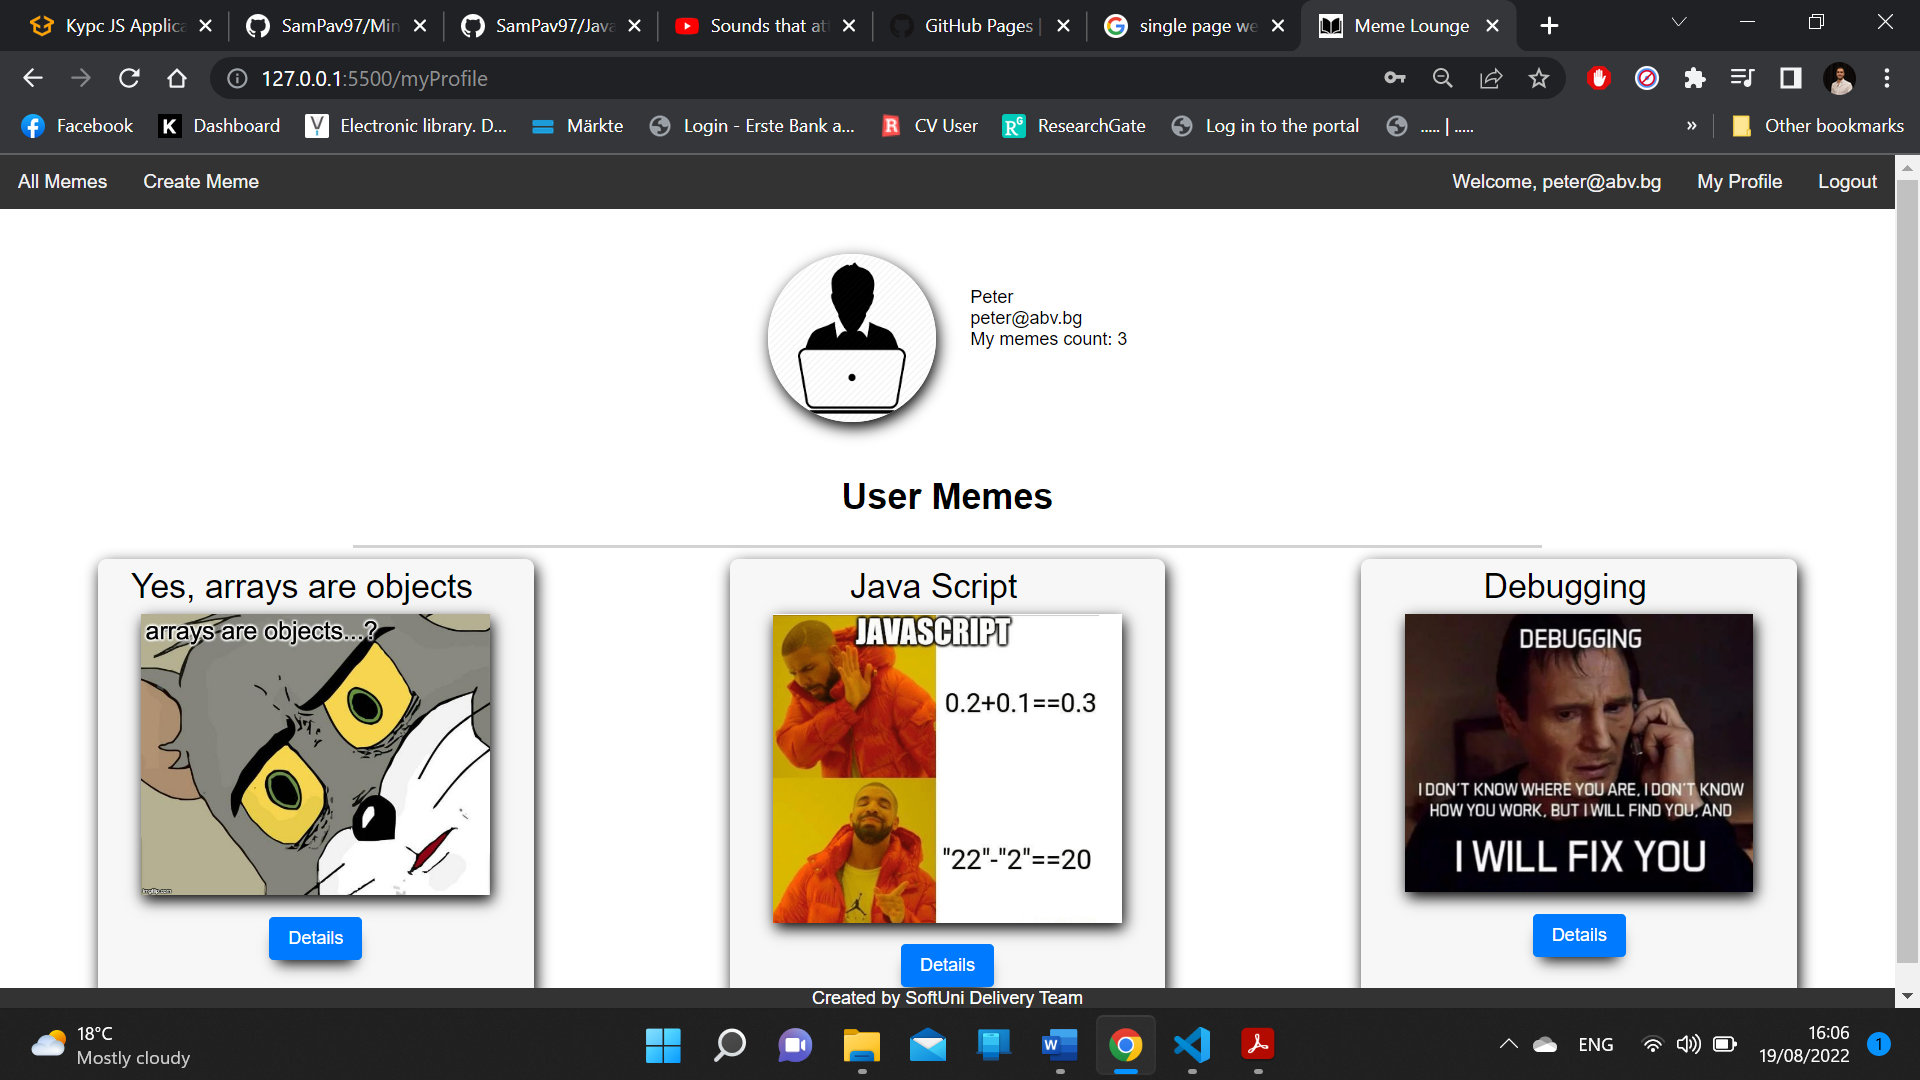 Курс JS Applica
SamPav97/Min
SamPav97/Java
Sounds that att
GitHub Pages |
single page we
Meme Lounge
127.0.0.1:5500/myProfile
Facebook
K
Dashboard
Electronic library. D...
Märkte
Login - Erste Bank a...
CV User
ResearchGate
Log in to the portal
..... | .....
»
Other bookmarks
All Memes
Create Meme
Welcome, peter@abv.bg
My Profile
Logout
Peter
peter@abv.bg
My memes count: 3
User Memes
Yes, arrays are objects
arrays are objects...?
imgflip.com
Details
Java Script
JAVASCRIPT
0.2+0.1==0.3
"22"-"2"==20
Details
Debugging
DEBUGGING
I DON'T KNOW WHERE YOU ARE, I DON'T KNOW
HOW YOU WORK, BUT I WILL FIND YOU, AND
I WILL FIX YOU
Details
Created by SoftUni Delivery Team
18°C
Mostly cloudy
ENG
16:06
19/08/2022
1